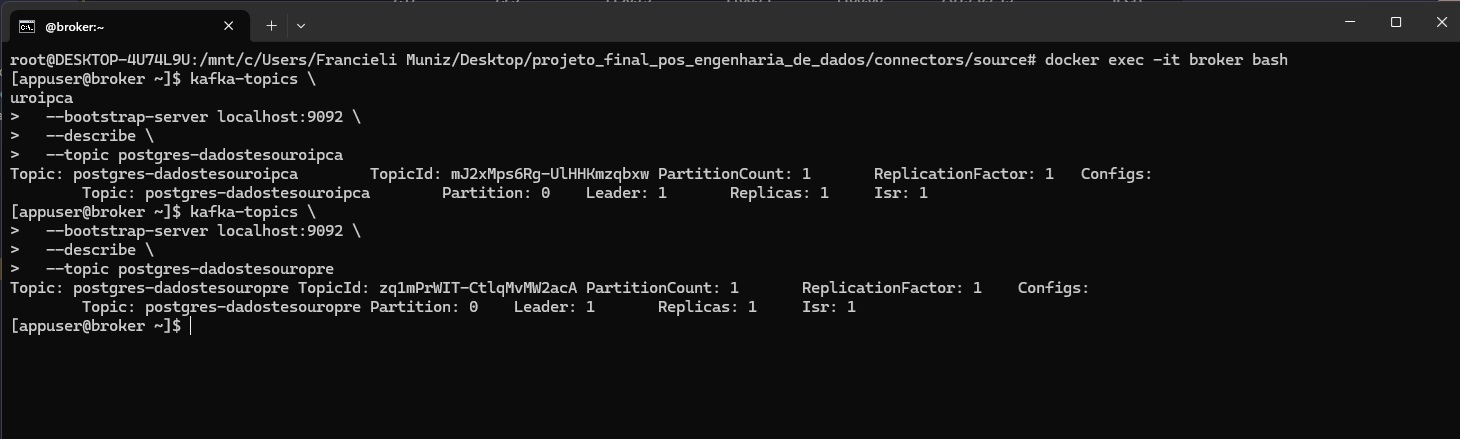 @broker:~
root@DESKTOP-4U74L9U:/mnt/c/Users/Francieli Muniz/Desktop/projeto_final_pos_engenharia_de_dados/connectors/source# docker exec -it broker bash
[appuser@broker ~]$ kafka-topics \
uroipca
>   --bootstrap-server localhost:9092 \
>   --describe \
>   --topic postgres-dadostesouroipca
Topic: postgres-dadostesouroipca        TopicId: mJ2xMps6Rg-UlHHKmzqbxw PartitionCount: 1       ReplicationFactor: 1   Configs:
        Topic: postgres-dadostesouroipca        Partition: 0    Leader: 1       Replicas: 1     Isr: 1
[appuser@broker ~]$ kafka-topics \
>   --bootstrap-server localhost:9092 \
>   --describe \
>   --topic postgres-dadostesouropre
Topic: postgres-dadostesouropre TopicId: zq1mPrWIT-CtlqMvMW2acA PartitionCount: 1       ReplicationFactor: 1    Configs:
        Topic: postgres-dadostesouropre Partition: 0    Leader: 1       Replicas: 1     Isr: 1
[appuser@broker ~]$